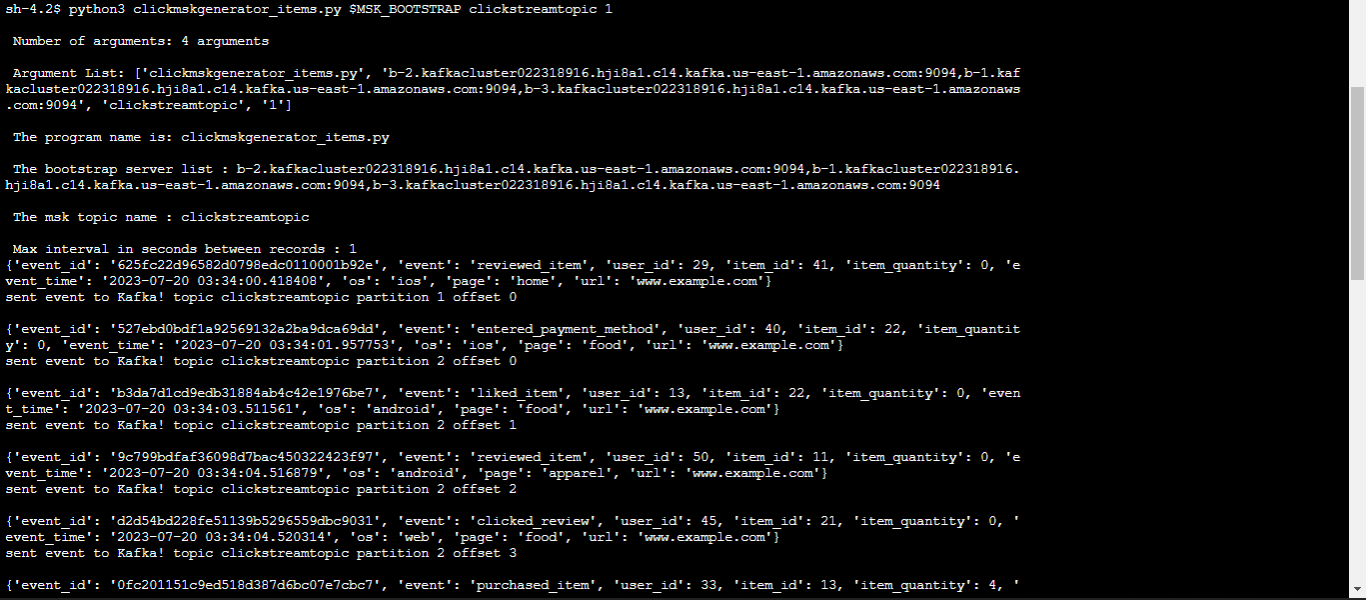 sh-4.2$ python3 clickmskgenerator_items.py $MSK_BOOTSTRAP clickstreamtopic 1
Number of arguments: 4 arguments
Argument List: ['clickmskgenerator_items.py', 'b-2.kafkacluster022318916.hji8a1.c14.kafka.us-east-1.amazonaws.com:9094,b-1.kaf
kacluster022318916.hji8a1.c14.kafka.us-east-1.amazonaws.com:9094,b-3.kafkacluster022318916.hji8a1.c14.kafka.us-east-1.amazonaws
.com:9094', 'clickstreamtopic', '1']
The program name is: clickmskgenerator_items.py
The bootstrap server list : b-2.kafkacluster022318916.hji8a1.c14.kafka.us-east-1.amazonaws.com:9094,b-1.kafkacluster022318916.
hji8a1.c14.kafka.us-east-1.amazonaws.com:9094,b-3.kafkacluster022318916.hji8a1.c14.kafka.us-east-1.amazonaws.com:9094
The msk topic name : clickstreamtopic
Max interval in seconds between records : 1
{'event_id': '625fc22d96582d0798edc0110001b92e', 'event': 'reviewed_item', 'user_id': 29, 'item_id': 41, 'item_quantity': 0, 'e
vent_time': '2023-07-20 03:34:00.418408', 'os': 'ios', 'page': 'home', 'url': 'www.example.com'}
sent event to Kafka! topic clickstreamtopic partition 1 offset 0
{'event_id': '527ebd0bdf1a92569132a2ba9dca69dd', 'event': 'entered_payment_method', 'user_id': 40, 'item_id': 22, 'item_quantit
y': 0, 'event_time': '2023-07-20 03:34:01.957753', 'os': 'ios', 'page': 'food', 'url': 'www.example.com'}
sent event to Kafka! topic clickstreamtopic partition 2 offset 0
{'event_id': 'b3da7d1cd9edb31884ab4c42e1976be7', 'event': 'liked_item', 'user_id': 13, 'item_id': 22, 'item_quantity': 0, 'even
t_time': '2023-07-20 03:34:03.511561', 'os': 'android', 'page': 'food', 'url': 'www.example.com'}
sent event to Kafka! topic clickstreamtopic partition 2 offset 1
{'event_id': '9c799bdfaf36098d7bac450322423f97', 'event': 'reviewed_item', 'user_id': 50, 'item_id': 11, 'item_quantity': 0, 'e
vent_time': '2023-07-20 03:34:04.516879', 'os': 'android', 'page': 'apparel', 'url': 'www.example.com'}
sent event to Kafka! topic clickstreamtopic partition 2 offset 2
{'event_id': 'd2d54bd228fe51139b5296559dbc9031', 'event': 'clicked_review', 'user_id': 45, 'item_id': 21, 'item_quantity': 0, '
event_time': '2023-07-20 03:34:04.520314', 'os': 'web', 'page': 'food', 'url': 'www.example.com'}
sent event to Kafka! topic clickstreamtopic partition 2 offset 3
{'event_id': '0fc201151c9ed518d387d6bc07e7cbc7', 'event': 'purchased_item', 'user_id': 33, 'item_id': 13, 'item_quantity': 4, '